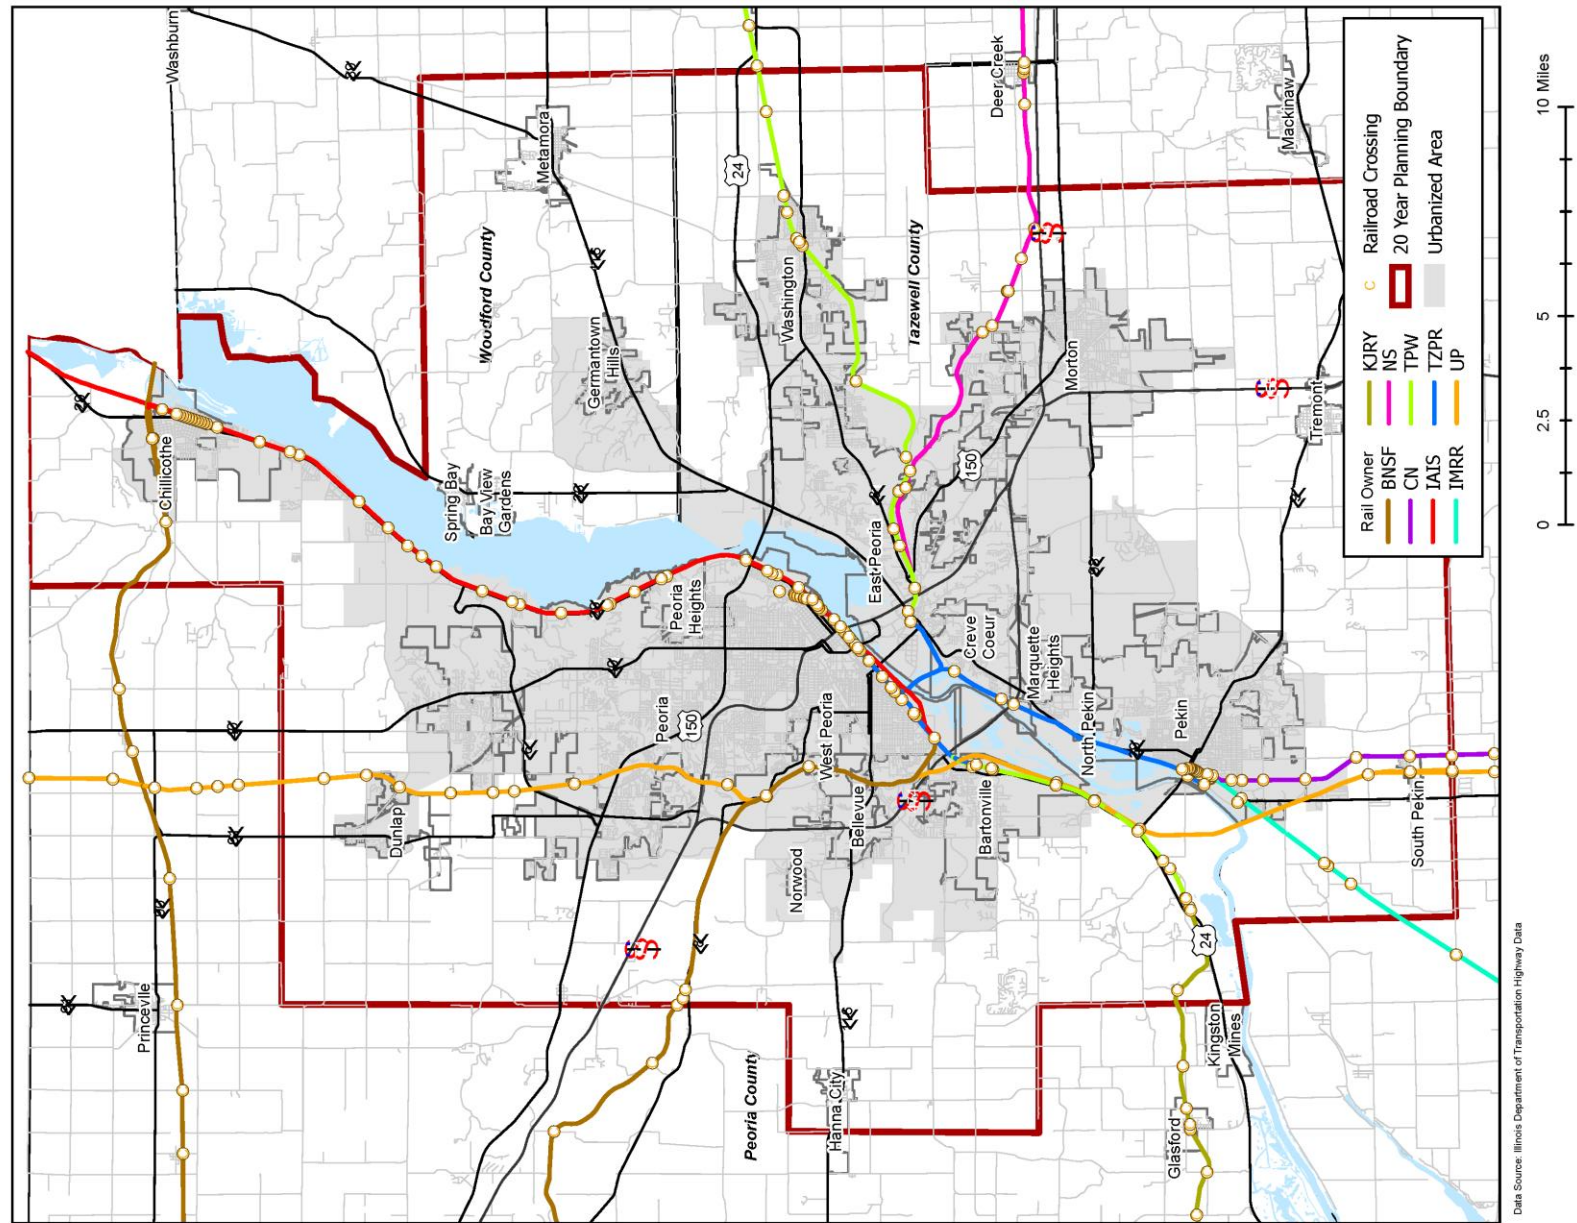 Washburn
Chillicothe
Princeville
Metamora
Woodford County
Germantown
Hills
Spring Bay
Bay View
Gardens
Peoria
Heights
Peoria
150
Dunlap
Norwood
Bellevue
West Peoria
Peoria County
Hanna City
24
Washington
Tazewell County
Deer Creek
East Peoria
150
Morton
Creve
Coeur
Marquette
Heights
North Pekin
Pekin
Bartonville
South Pekin
24
Kingston
Mines
Glasford
Tremont
Mackinaw
116
116
Rail Owner
BNSF
CN
IAIS
IMRR
KJRY
NS
TPW
TZPR
UP
Railroad Crossing
20 Year Planning Boundary
Urbanized Area
0
2.5
5
10 Miles
Data Source: Illinois Department of Transportation Highway Data